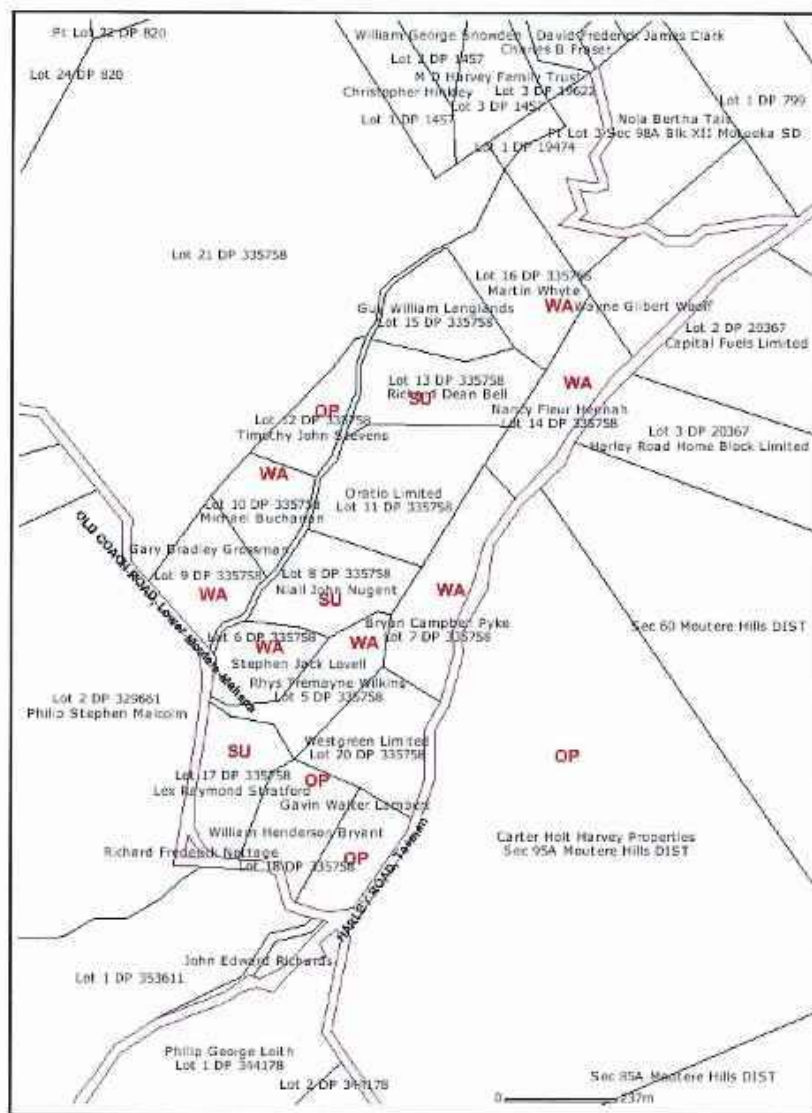 Pt Lot 22 DP 820
Lot 24 DP 820
William George Snowden
David Frederick James Clark
Charles B Fraser
Lot 2 DP 1457
M D Harvey Family Trust
Lot 3 DP 19622
Christopher Hinkley
Lot 3 DP 1457
Lot 1 DP 1457
Lot 1 DP 799
Nola Bertha Tait
Pt Lot 3 Sec 98A Blk XII Motueka SD
Lot 1 DP 19474
Lot 21 DP 335758
Lot 16 DP 335758
Martin Whyte
WA
Wayne Gilbert
Guy William Langlands
Lot 15 DP 335758
Lot 2 DP 20367
Capital Fuels Limited
Lot 13 DP 335758
Richard Dean Bell
SU
WA
Nancy Fleur Hannah
Lot 14 DP 335758
OP
Lot 12 DP 335758
Timothy John Stevens
Lot 3 DP 20367
Harley Road Home Block Limited
WA
Lot 10 DP 335758
Michael Buchanan
Oratio Limited
Lot 11 DP 335758
OLD COACH ROAD, Lower Moutere-Mahana
Gary Bradley Grossman
Lot 9 DP 335758
WA
Lot 8 DP 335758
Niall John Nugent
SU
WA
Bryan Campbell Pyke
Lot 7 DP 335758
Lot 6 DP 335758
WA
Stephen Jack Lovell
WA
Rhys Tremayne Wilkins
Lot 5 DP 335758
Sec 60 Moutere Hills DIST
Lot 2 DP 329661
Philip Stephen Malcolm
SU
Lot 17 DP 335758
Lex Raymond Stratford
Westgreen Limited
Lot 20 DP 335758
OP
Gavin Walter Lambert
OP
William Henderson Bryant
OP
Richard Frederick Nottage
Lot 18 DP 335758
Carter Holt Harvey Properties
Sec 95A Moutere Hills DIST
HARLEY ROAD, Tasman
John Edward Richards
Lot 1 DP 353611
Philip George Leith
Lot 1 DP 344178
Lot 2 DP 344178
Sec 85A Moutere Hills DIST
0 237m